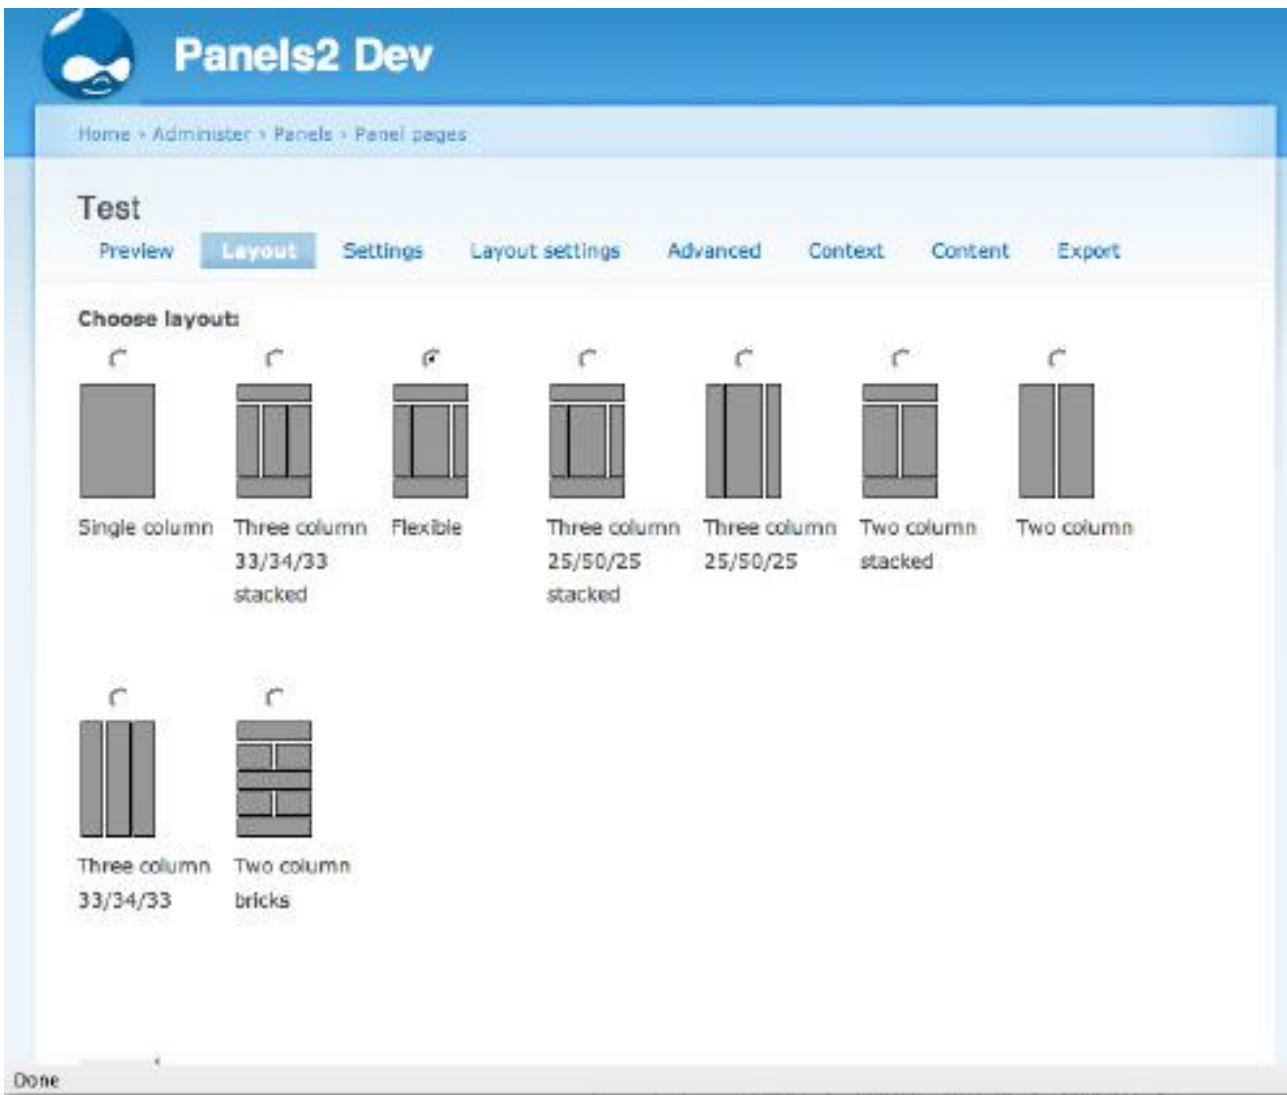 Panels2 Dev
Home › Administer › Panels › Panel pages
Test
Preview Layout Settings Layout settings Advanced Context Content Export
Choose layout:
Single column Three column Flexible Three column Three column Two column Two column
33/34/33 25/50/25 25/50/25 stacked
stacked stacked
Three column Two column
33/34/33 bricks
Done